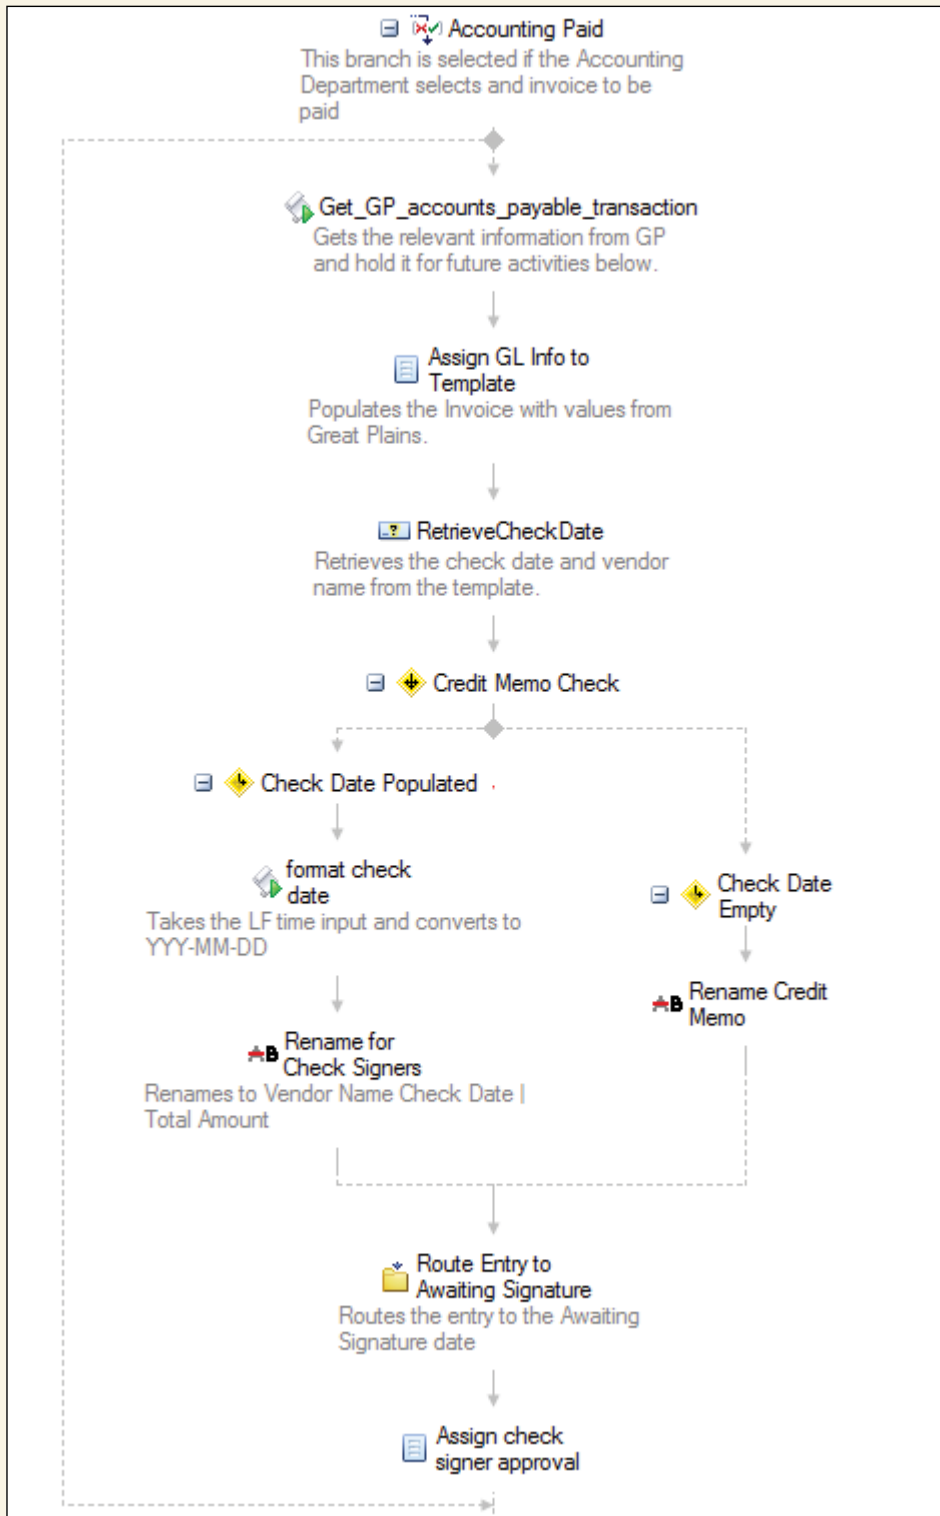 Accounting Paid
This branch is selected if the Accounting
Department selects and invoice to be
paid
Get_GP_accounts_payable_transaction
Gets the relevant information from GP
and hold it for future activities below.
Assign GL Info to
Template
Populates the Invoice with values from
Great Plains.
RetrieveCheckDate
Retrieves the check date and vendor
name from the template.
Credit Memo Check
Check Date Populated
format check
date
Takes the LF time input and converts to
YYY-MM-DD
Rename for
Check Signers
Renames to Vendor Name Check Date |
Total Amount
Check Date
Empty
Rename Credit
Memo
Route Entry to
Awaiting Signature
Routes the entry to the Awaiting
Signature date
Assign check
signer approval